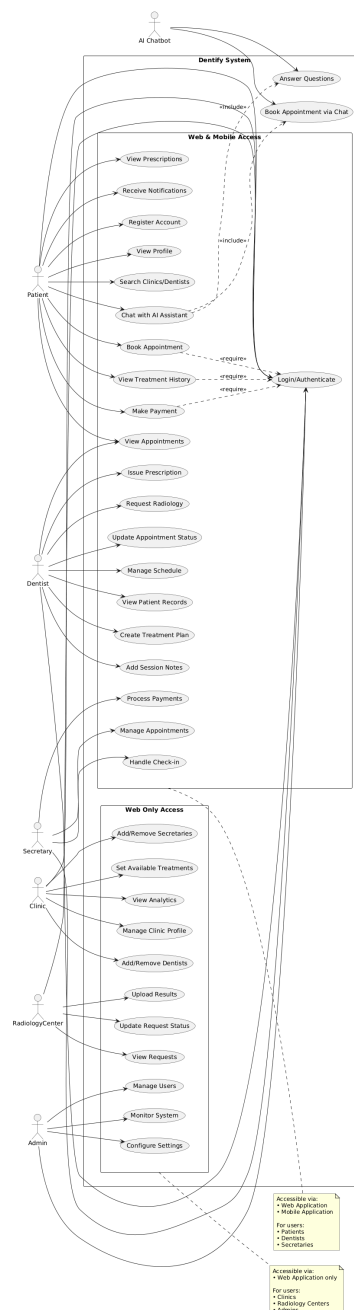 AI Chatbot
Dentify System
Answer Questions
«include»
Book Appointment via Chat
Web & Mobile Access
View Prescriptions
Receive Notifications
Register Account
«include»
View Profile
Patient
Search Clinics/Dentists
Chat with AI Assistant
Book Appointment
«require»
View Treatment History
«require»
Login/Authenticate
«require»
Make Payment
View Appointments
Issue Prescription
Request Radiology
Update Appointment Status
Dentist
Manage Schedule
View Patient Records
Create Treatment Plan
Add Session Notes
Process Payments
Manage Appointments
Handle Check-in
Web Only Access
Secretary
Add/Remove Secretaries
Set Available Treatments
Clinic
View Analytics
Manage Clinic Profile
Add/Remove Dentists
Upload Results
RadiologyCenter
Update Request Status
View Requests
Manage Users
Admin
Monitor System
Configure Settings
Accessible via:
• Web Application
• Mobile Application
For users:
• Patients
• Dentists
• Secretaries
Accessible via:
• Web Application only
For users:
• Clinics
• Radiology Centers
• Admins